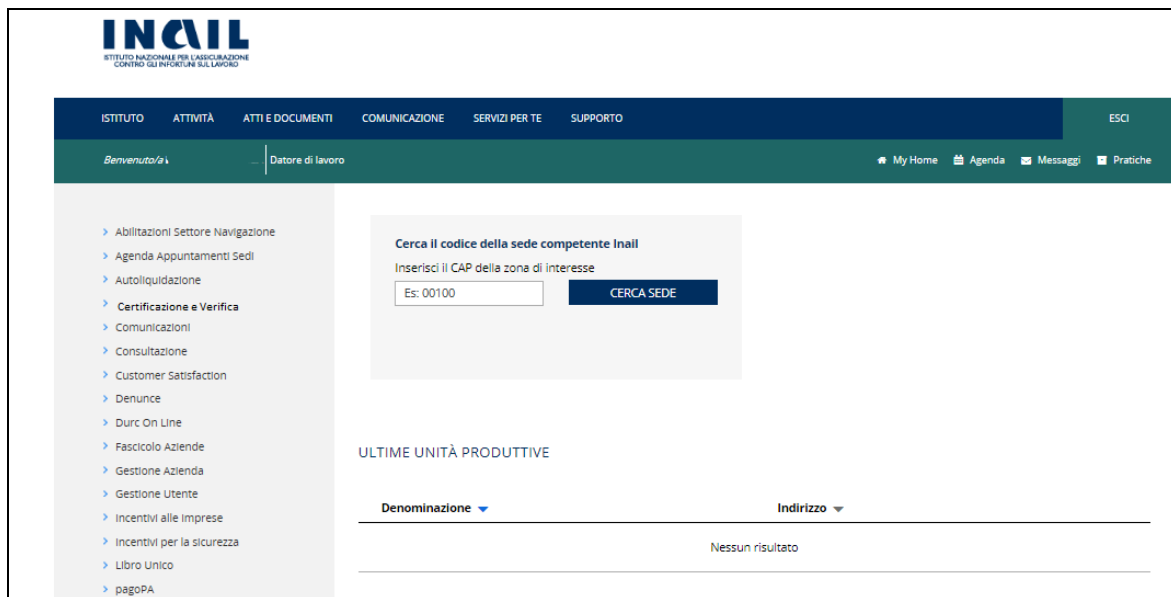 INAIL
ISTITUTO NAZIONALE PER L'ASSICURAZIONE
CONTRO GLI INFORTUNI SUL LAVORO
ISTITUTO ATTIVITÀ ATTI E DOCUMENTI COMUNICAZIONE SERVIZI PER TE SUPPORTO ESCI
Benvenuto/a Datore di lavoro My Home Agenda Messaggi Pratiche
Abilitazioni Settore Navigazione
Agenda Appuntamenti Sedi
Autoliquidazione
Certificazione e Verifica
Comunicazioni
Consultazione
Customer Satisfaction
Denunce
Durc On Line
Fascicolo Aziende
Gestione Azienda
Gestione Utente
Incentivi alle Imprese
Incentivi per la sicurezza
Libro Unico
pagoPA
Cerca il codice della sede competente Inail
Inserisci il CAP della zona di interesse
Es: 00100 CERCA SEDE
ULTIME UNITÀ PRODUTTIVE
Denominazione Indirizzo
Nessun risultato